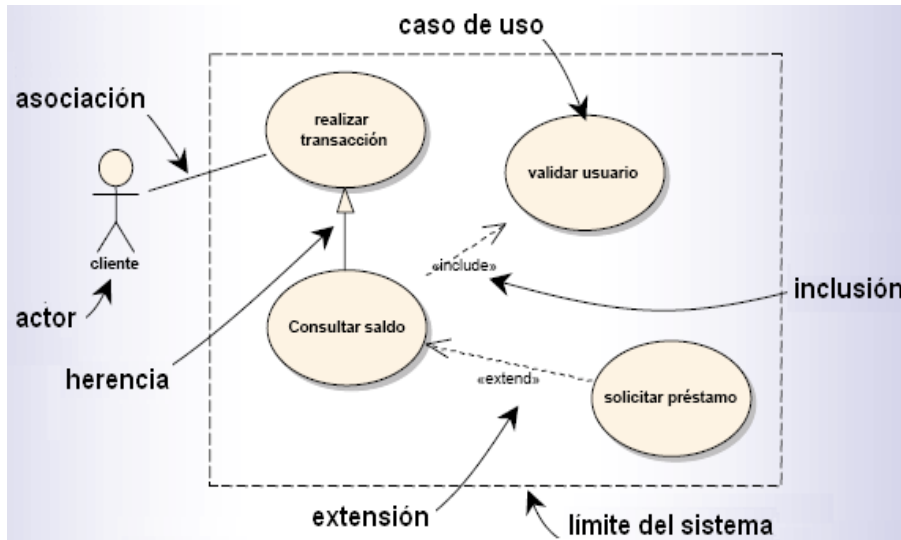 caso de uso
asociación
realizar
transacción
validar usuario
cliente
«include»
inclusión
actor
Consultar saldo
herencia
«extend»
solicitar préstamo
extensión
límite del sistema